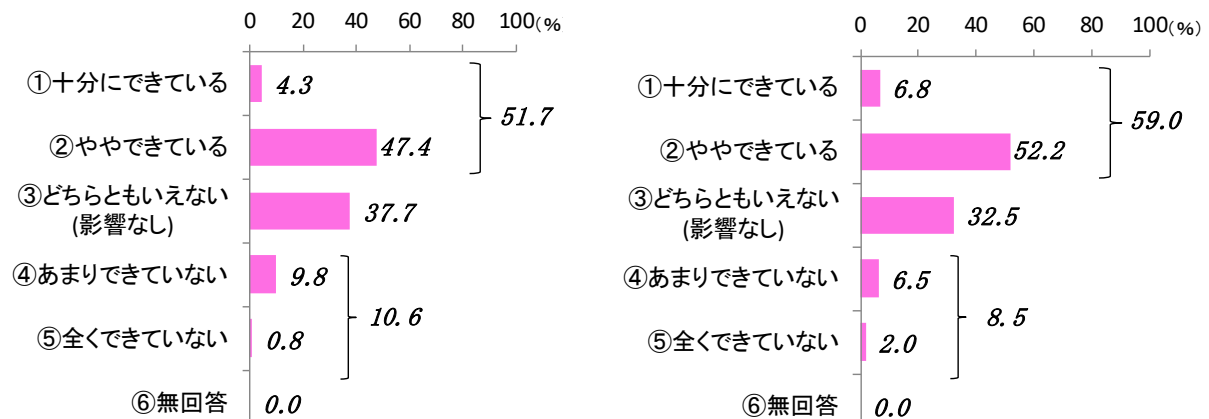 0 20 40 60 80 100(%
①十分にできている 4.3
51.7
②ややできている 47.4
③どちらともいえない
(影響なし) 37.7
④あまりできていない 9.8
10.6
⑤全くできていない 0.8
⑥無回答 0.0
0 20 40 60 80 100(%)
①十分にできている 6.8
59.0
②ややできている 52.2
③どちらともいえない
(影響なし) 32.5
④あまりできていない 6.5
8.5
⑤全くできていない 2.0
⑥無回答 0.0